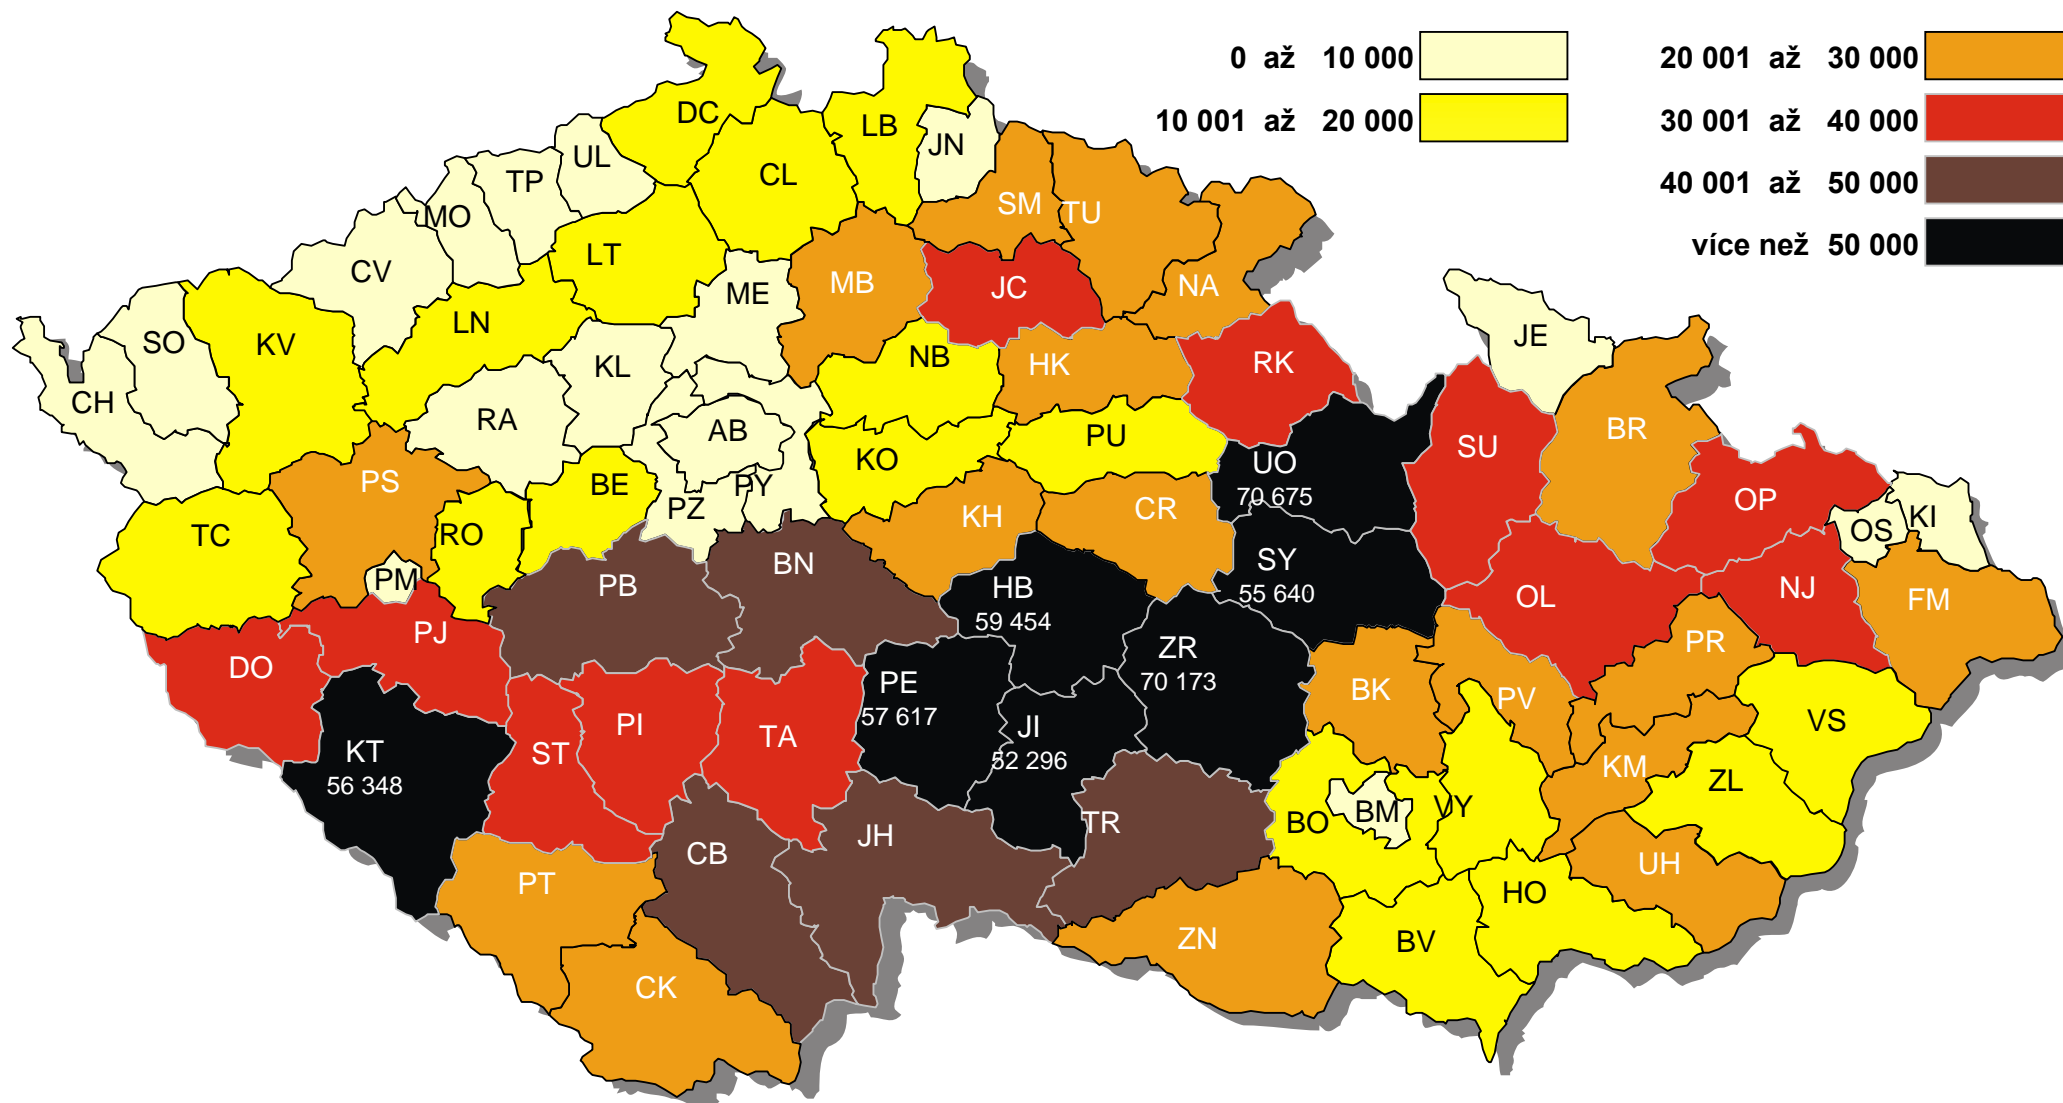 0 až 10 000
10 001 až 20 000
20 001 až 30 000
30 001 až 40 000
40 001 až 50 000
více než 50 000
DC
LB
JN
UL
TP
CL
MO
SM
TU
CV
LT
ME
MB
JC
NA
SO
KV
LN
KL
NB
HK
RK
JE
CH
RA
AB
KO
PU
SU
BR
PS
BE
PZ
PY
UO
70 675
OP
TC
RO
KH
CR
OS
KI
PM
PB
BN
HB
59 454
SY
55 640
OL
NJ
FM
DO
PJ
PE
57 617
ZR
70 173
BK
PV
PR
KT
56 348
ST
PI
TA
JI
52 296
VS
KM
ZL
CB
JH
TR
BO
BM
VY
PT
UH
HO
ZN
BV
CK